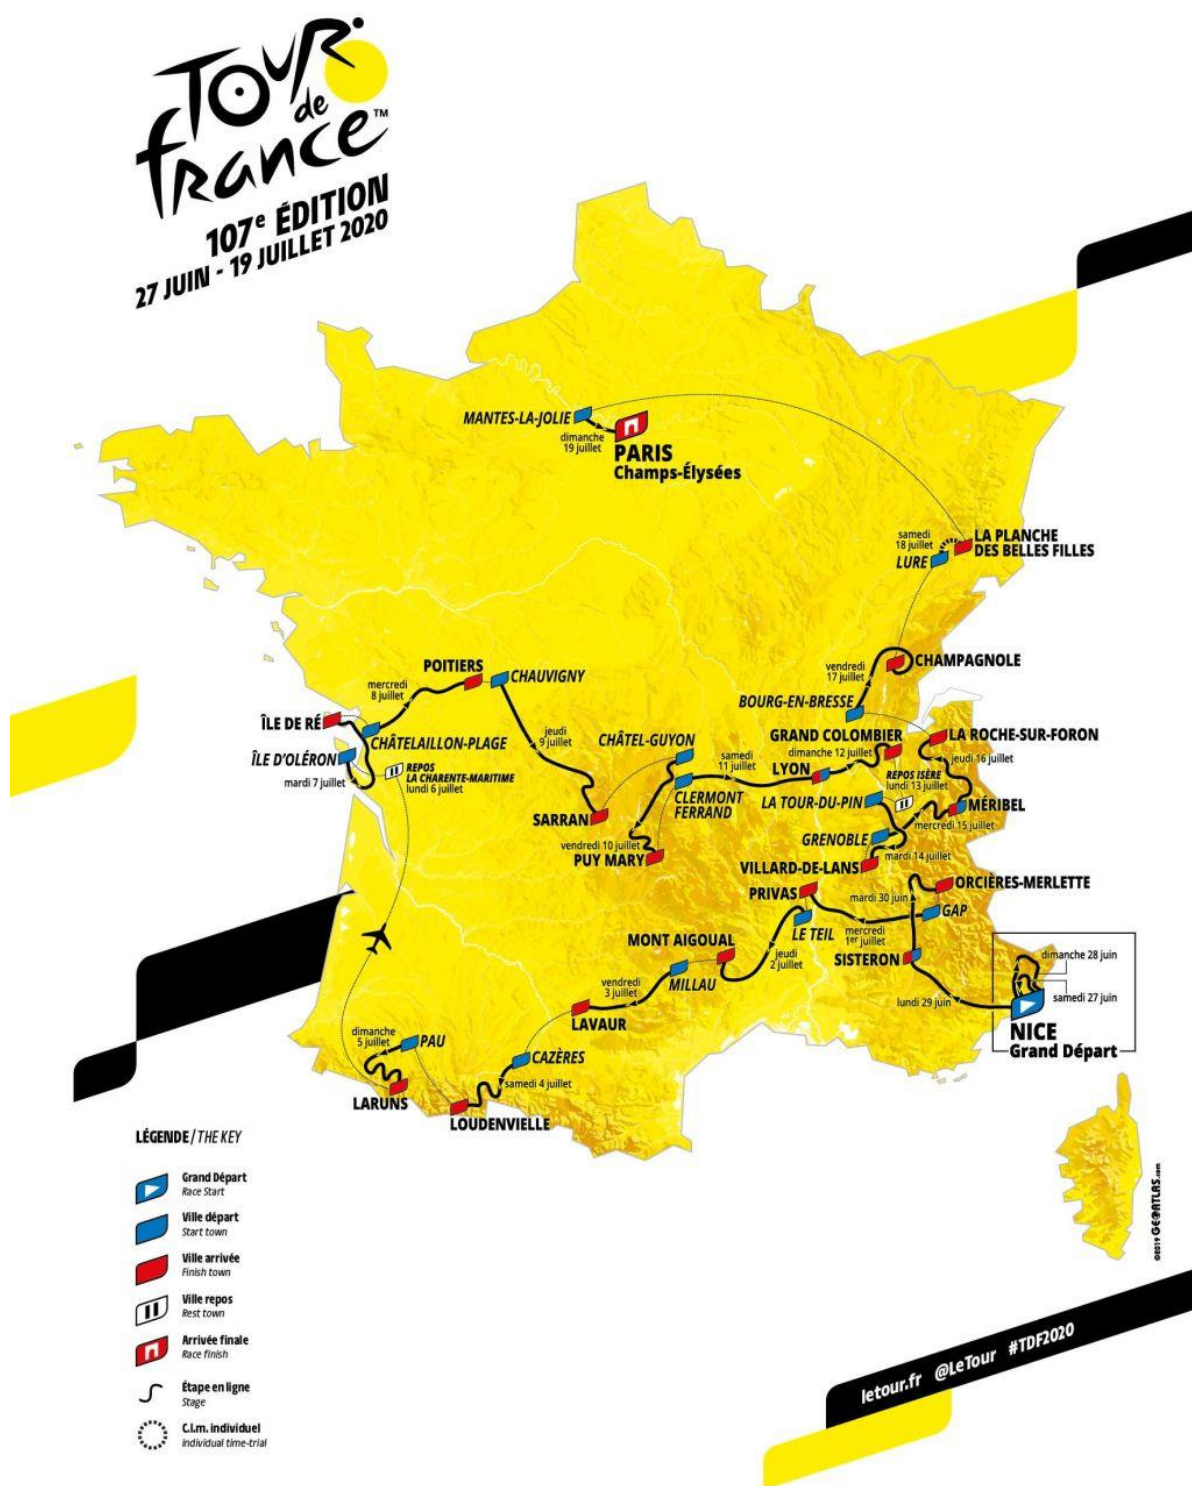 TOUR
de
france™
107e ÉDITION
27 JUIN - 19 JUILLET 2020
MANTES-LA-JOLIE
dimanche
19 juillet
PARIS
Champs-Élysées
samedi
18 juillet
LA PLANCHE
DES BELLES FILLES
LURE
CHAMPAGNOLE
vendredi
17 juillet
BOURG-EN-BRESSE
POITIERS
CHAUVIGNY
mercredi
8 juillet
ÎLE DE RÉ
CHÂTELAILLON-PLAGE
ÎLE D'OLÉRON
mardi 7 juillet
REPOS
LA CHARENTE-MARITIME
lundi 6 juillet
jeudi
9 juillet
CHÂTEL-GUYON
samedi
11 juillet
CLERMONT
FERRAND
SARRAN
vendredi 10 juillet
PUY MARY
GRAND COLOMBIER
dimanche 12 juillet
LYON
LA ROCHE-SUR-FORON
jeudi 16 juillet
REPOS ISÈRE
lundi 13 juillet
LA TOUR-DU-PIN
MÉRIBEL
mercredi 15 juillet
GRENOBLE
mardi 14 juillet
VILLARD-DE-LANS
PRIVAS
ORCIÈRES-MERLETTE
mardi 30 juin
GAP
LE TEIL
mercredi
1er juillet
MONT AIGOUAL
jeudi
2 juillet
SISTERON
MILLAU
vendredi
3 juillet
LAVAUR
lundi 29 juin
dimanche 28 juin
samedi 27 juin
NICE
Grand Départ
dimanche
5 juillet
PAU
CAZÈRES
samedi 4 juillet
LARUNS
LOUDENVIELLE
LÉGENDE / THE KEY
Grand Départ
Race Start
Ville départ
Start town
Ville arrivée
Finish town
Ville repos
Rest town
Arrivée finale
Race finish
Étape en ligne
Stage
C.l.m. individuel
Individual time-trial
©2019 GEOATLAS.com
letour.fr @LeTour #TDF2020